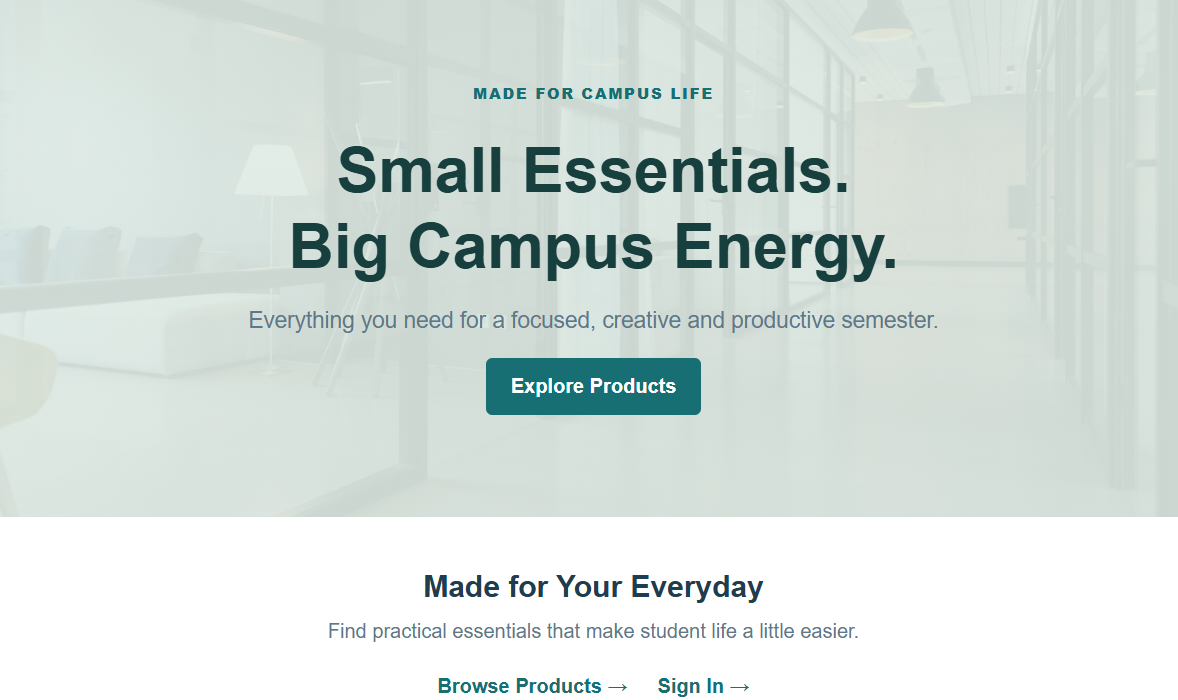 MADE FOR CAMPUS LIFE
Small Essentials.
Big Campus Energy.
Everything you need for a focused, creative and productive semester.
Explore Products
Made for Your Everyday
Find practical essentials that make student life a little easier.
Browse Products → Sign In →